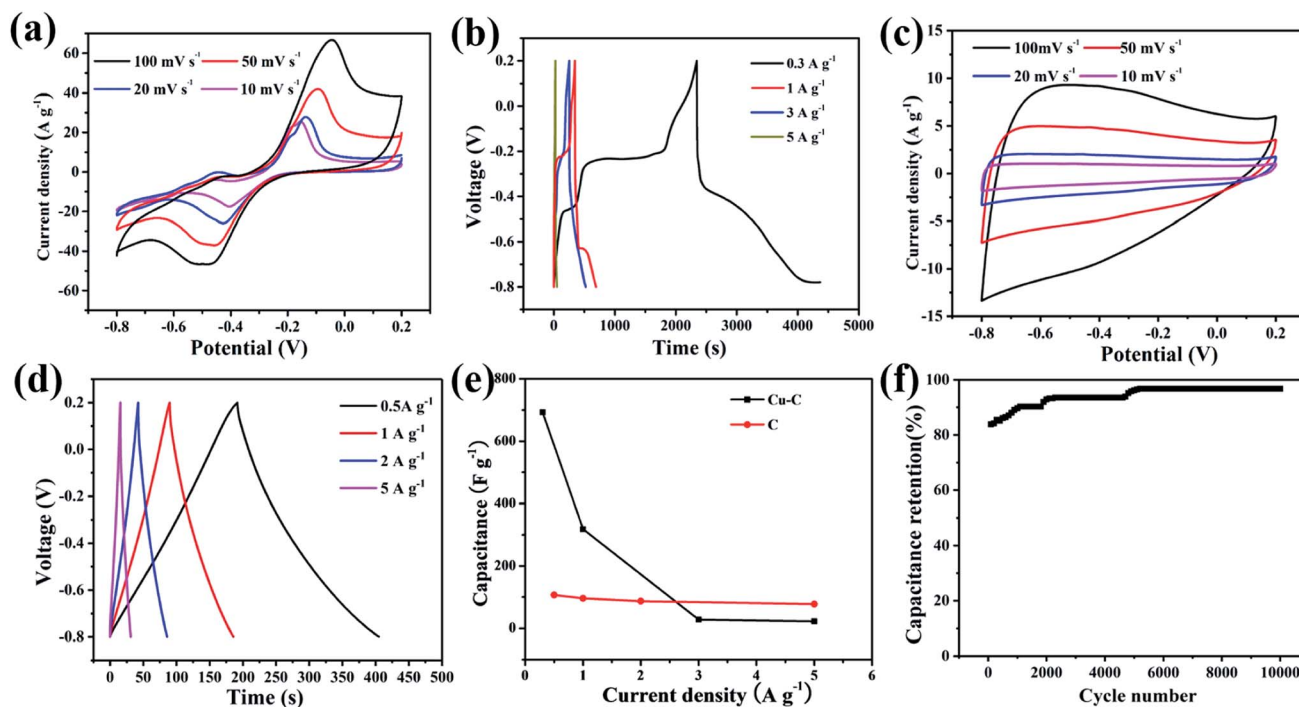 (a)
100 mV s⁻¹ 50 mV s⁻¹
20 mV s⁻¹ 10 mV s⁻¹
Current density (A g⁻¹)
60
40
20
0
-20
-40
-60
-0.8 -0.6 -0.4 -0.2 0.0 0.2
Potential (V)
(b)
0.3 A g⁻¹
1 A g⁻¹
3 A g⁻¹
5 A g⁻¹
Voltage (V)
0.2
0.0
-0.2
-0.4
-0.6
-0.8
0 1000 2000 3000 4000 5000
Time (s)
(c)
100mV s⁻¹ 50 mV s⁻¹
20 mV s⁻¹ 10 mV s⁻¹
Current density (A g⁻¹)
15
10
5
0
-5
-10
-15
-0.8 -0.6 -0.4 -0.2 0.0 0.2
Potential (V)
(d)
0.5A g⁻¹
1 A g⁻¹
2 A g⁻¹
5 A g⁻¹
Voltage (V)
0.2
0.0
-0.2
-0.4
-0.6
-0.8
0 50 100 150 200 250 300 350 400 450 500
Time (s)
(e)
Cu-C
C
Capacitance (F g⁻¹)
800
600
400
200
0
0 1 2 3 4 5 6
Current density (A g⁻¹)
(f)
Capacitance retention(%)
100
80
60
40
20
0
0 2000 4000 6000 8000 10000
Cycle number